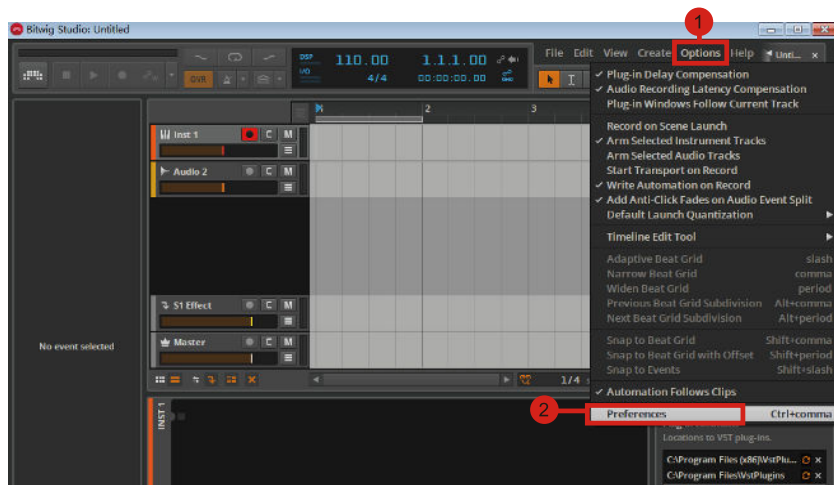 Bitwig Studio: Untitled
1
File Edit View Create Options Help Unti... x
DSP 110.00 1.1.1.00
I/O 4/4 00:00:00.00
OVR
Plug-in Delay Compensation
Audio Recording Latency Compensation
Plug-in Windows Follow Current Track
Record on Scene Launch
Arm Selected Instrument Tracks
Arm Selected Audio Tracks
Start Transport on Record
Write Automation on Record
Add Anti-Click Fades on Audio Event Split
Default Launch Quantization
Timeline Edit Tool
Adaptive Beat Grid slash
Narrow Beat Grid comma
Widen Beat Grid period
Previous Beat Grid Subdivision Alt+comma
Next Beat Grid Subdivision Alt+period
Snap to Beat Grid Shift+comma
Snap to Beat Grid with Offset Shift+period
Snap to Events Shift+slash
Automation Follows Clips
2
Preferences Ctrl+comma
Locations to VST plug-ins.
C:\Program Files (x86)\VstPlu... x
C:\Program Files\VstPlugins x
2 3
Inst 1 C M
Audio 2 C M
S1 Effect C M
Master C M
No event selected
1/4
INST 1